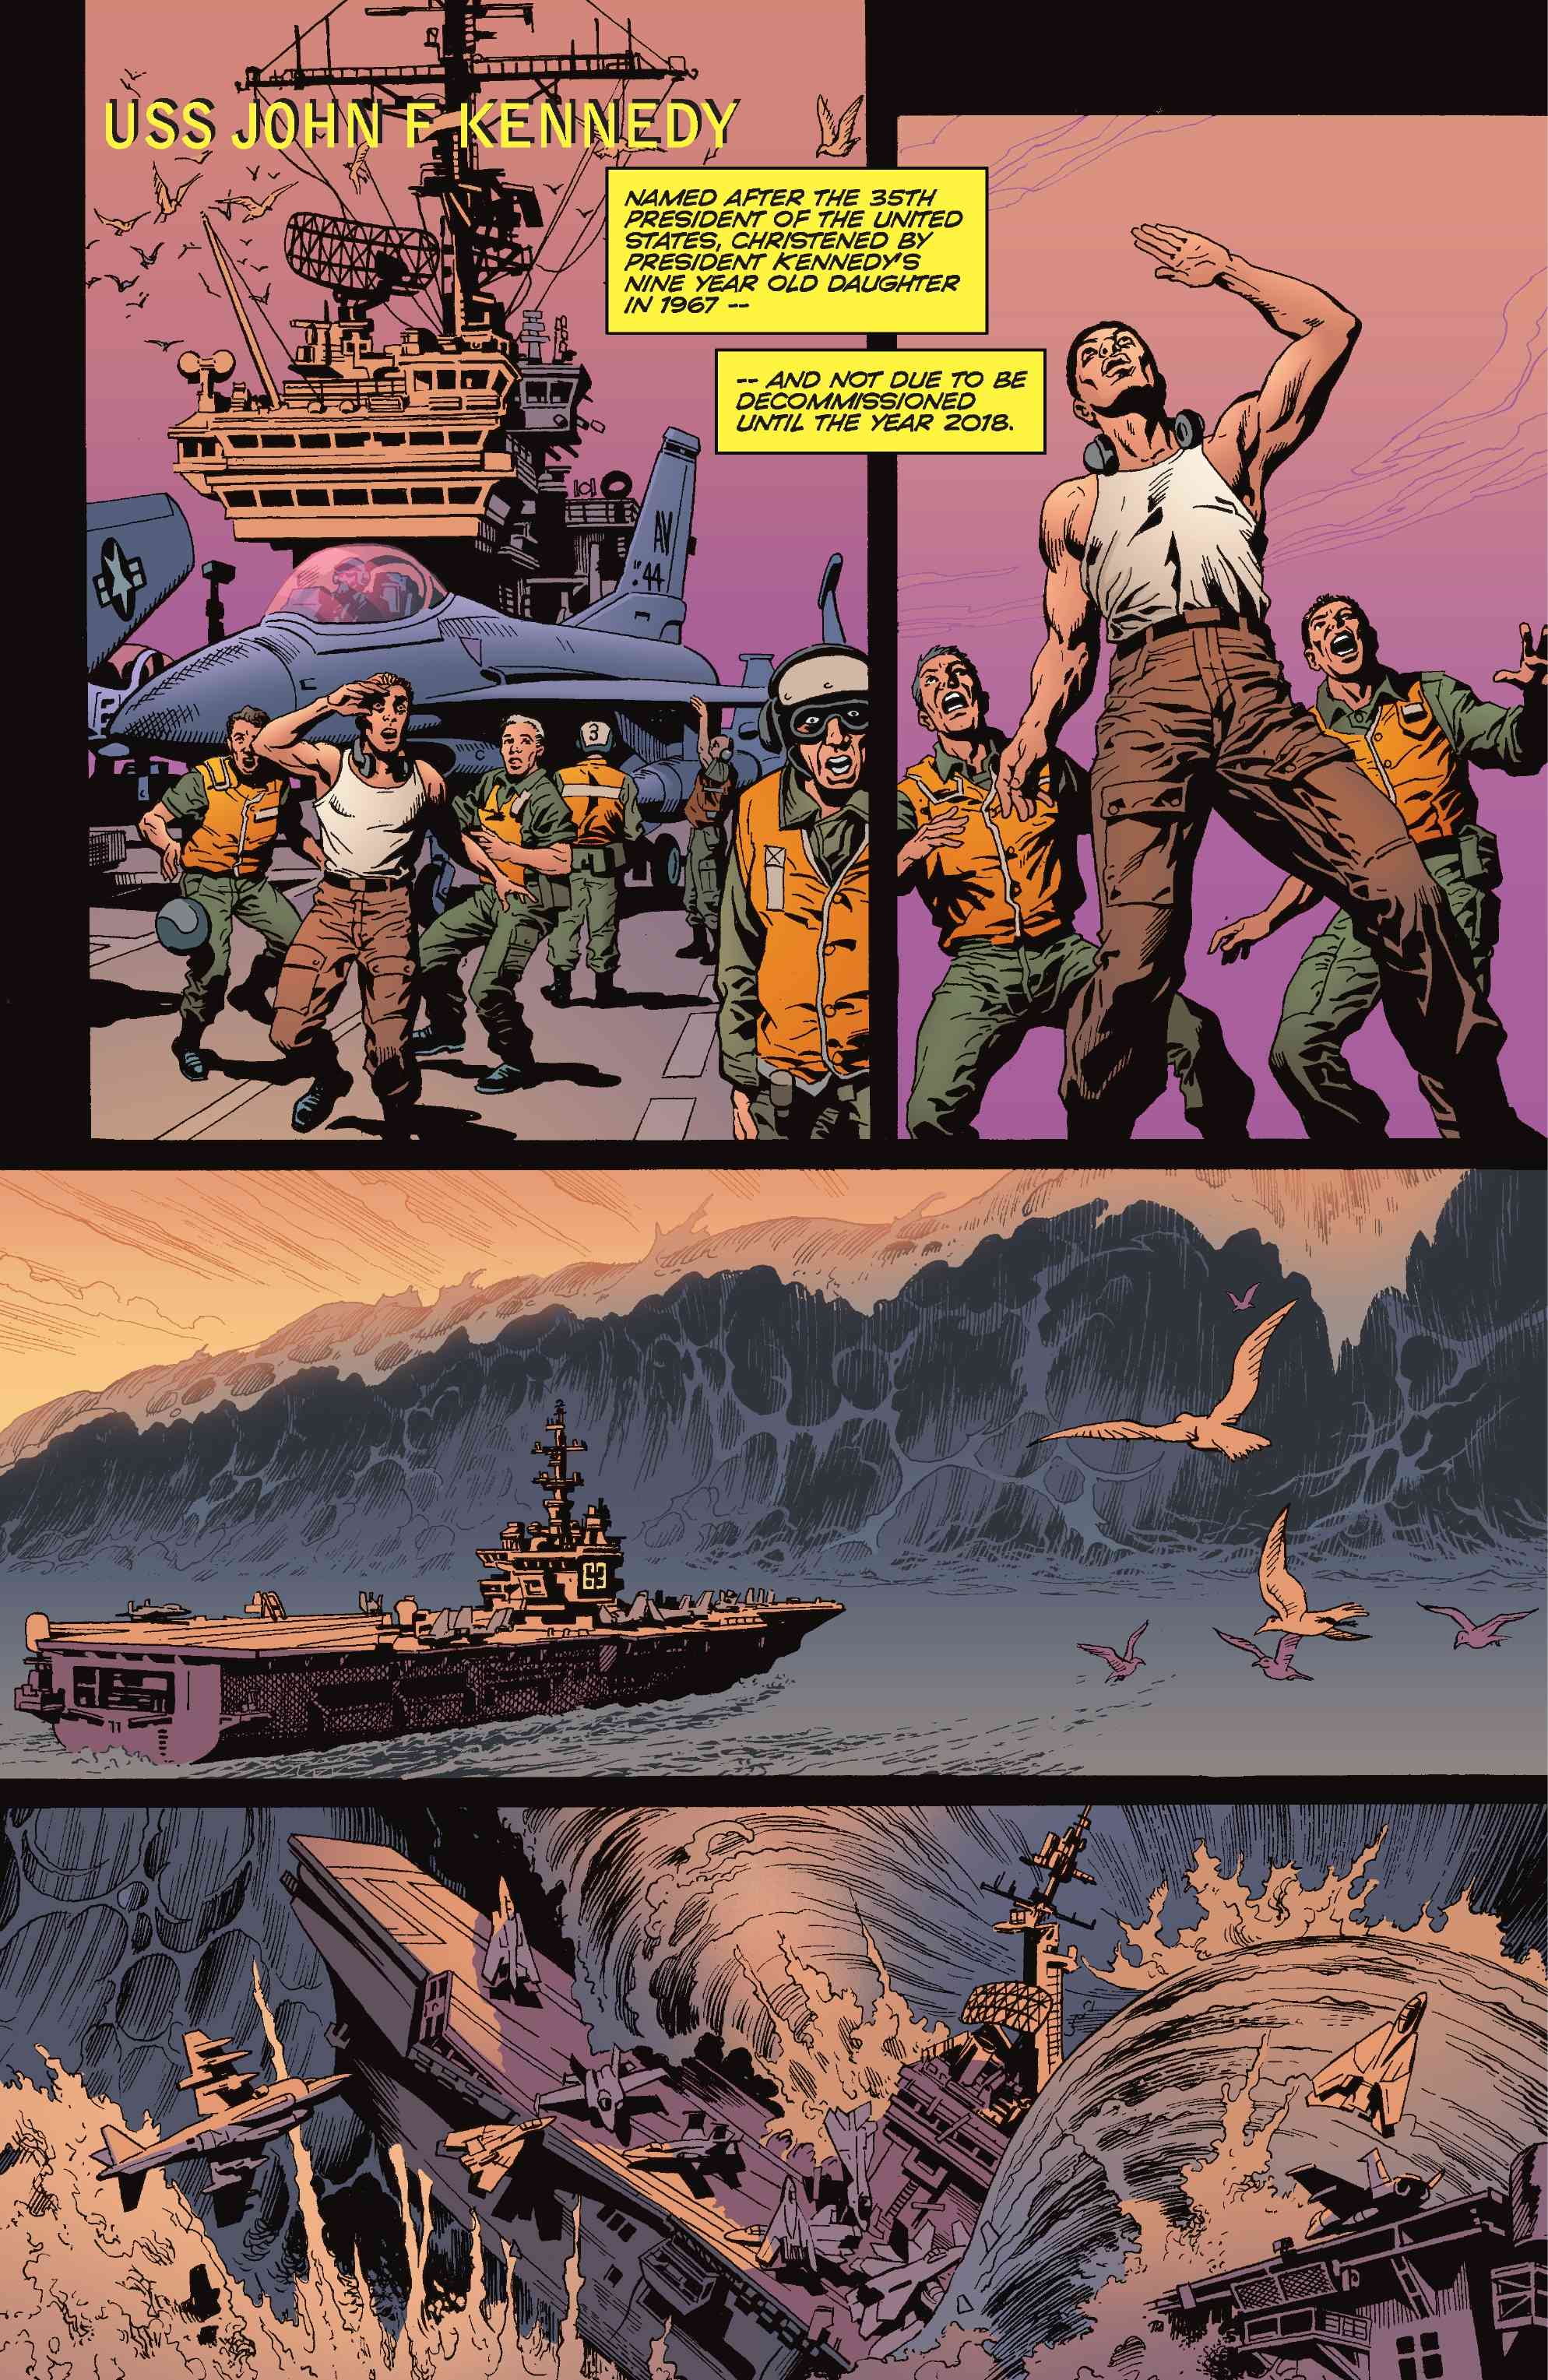 USS JOHN F KENNEDY
NAMED AFTER THE 35TH
PRESIDENT OF THE UNITED
STATES, CHRISTENED BY
PRESIDENT KENNEDY'S
NINE YEAR OLD DAUGHTER
IN 1967 --
-- AND NOT DUE TO BE
DECOMMISSIONED
UNTIL THE YEAR 2018.
AV
44
3
63